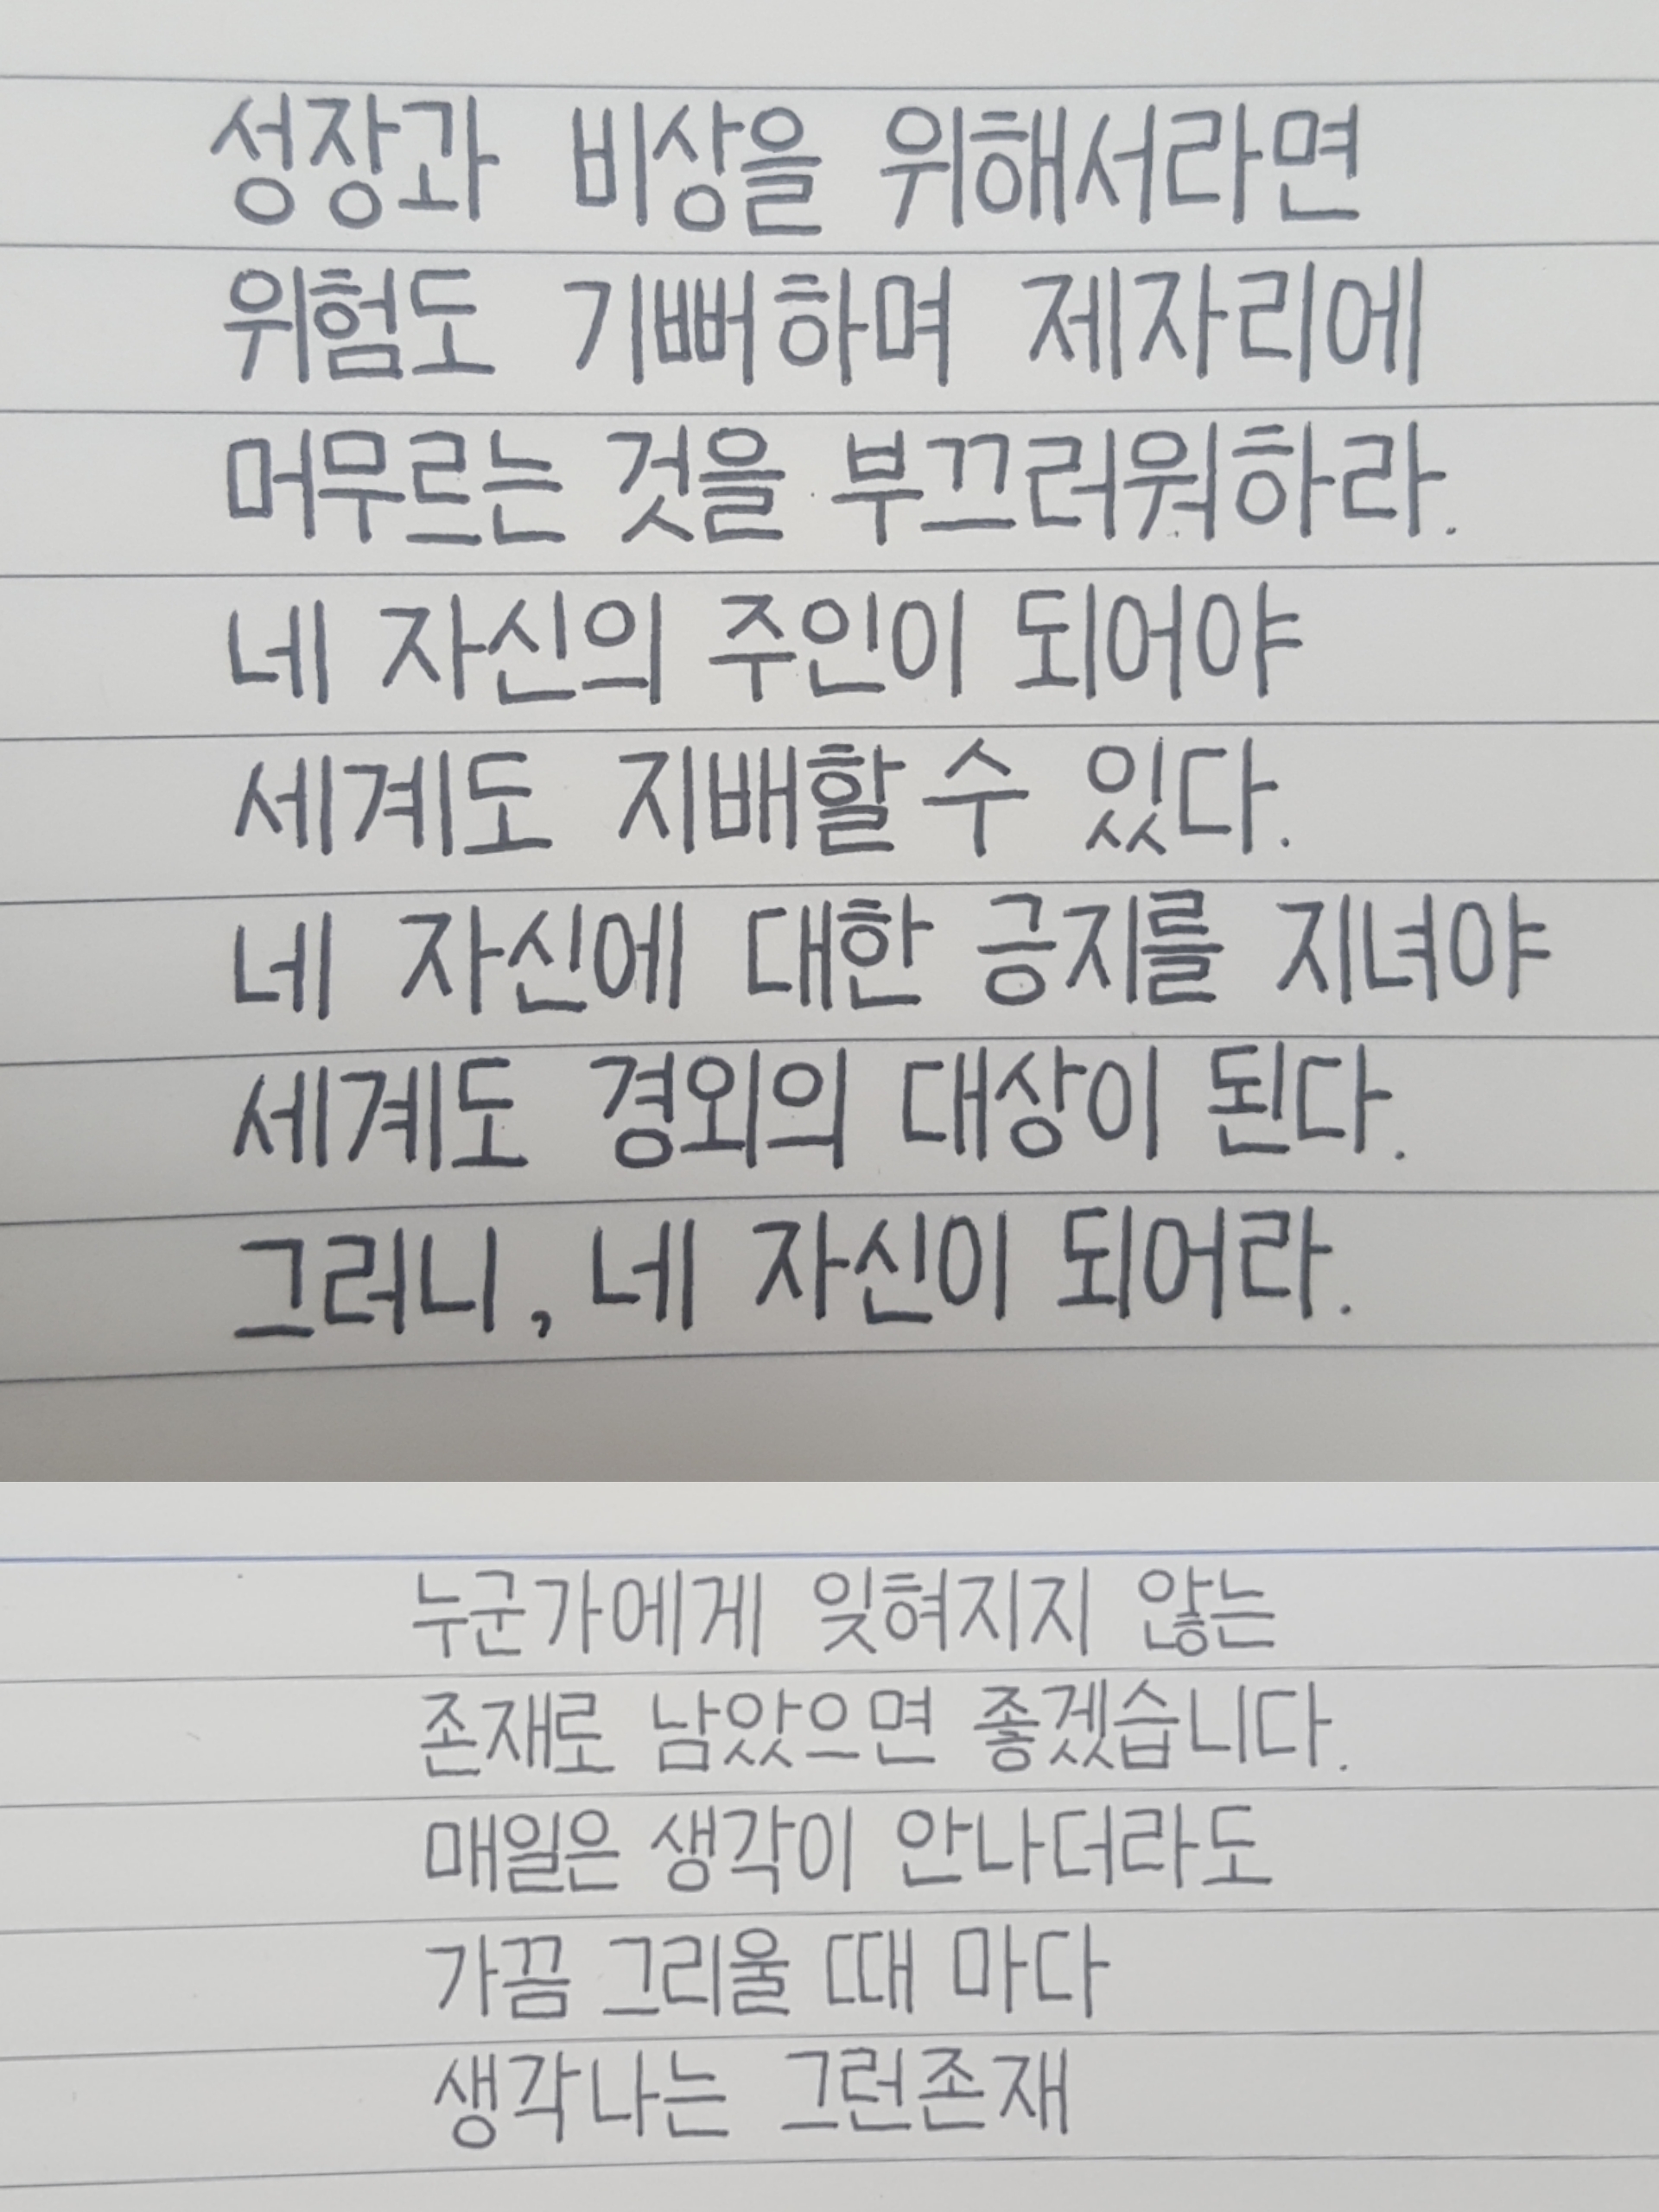 성장과 비상을 위해서라면
위험도 기뻐하며 제자리에
머무르는 것을 부끄러워하라.
네 자신의 주인이 되어야
세계도 지배할 수 있다.
네 자신에 대한 긍지를 지녀야
세계도 경외의 대상이 된다.
그러니, 네 자신이 되어라.
누군가에게 잊혀지지 않는
존재로 남았으면 좋겠습니다.
매일은 생각이 안나더라도
가끔 그리울 때 마다
생각나는 그런존재